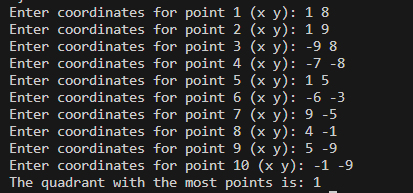 Enter coordinates for point 1 (x y): 1 8
Enter coordinates for point 2 (x y): 1 9
Enter coordinates for point 3 (x y): -9 8
Enter coordinates for point 4 (x y): -7 -8
Enter coordinates for point 5 (x y): 1 5
Enter coordinates for point 6 (x y): -6 -3
Enter coordinates for point 7 (x y): 9 -5
Enter coordinates for point 8 (x y): 4 -1
Enter coordinates for point 9 (x y): 5 -9
Enter coordinates for point 10 (x y): -1 -9
The quadrant with the most points is: 1